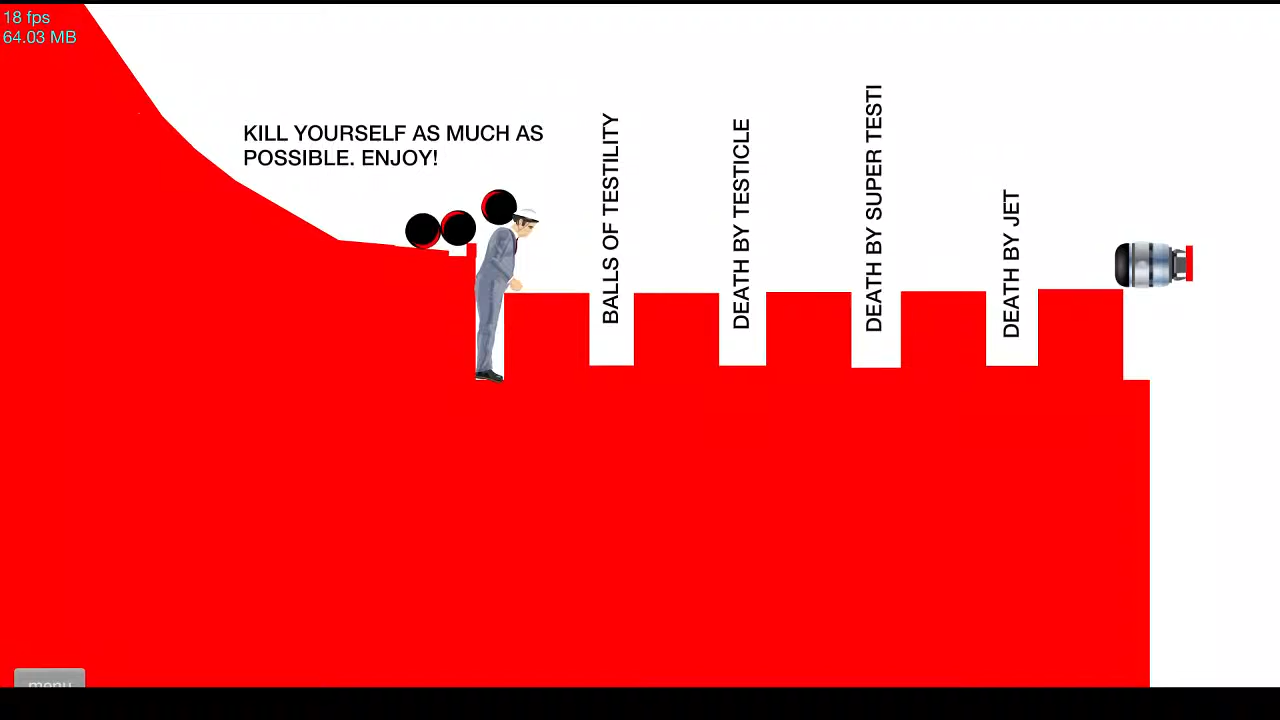 18 fps
64.03 MB
KILL YOURSELF AS MUCH AS
POSSIBLE. ENJOY!
BALLS OF TESTILITY
DEATH BY TESTICLE
DEATH BY SUPER TESTI
DEATH BY JET
menu